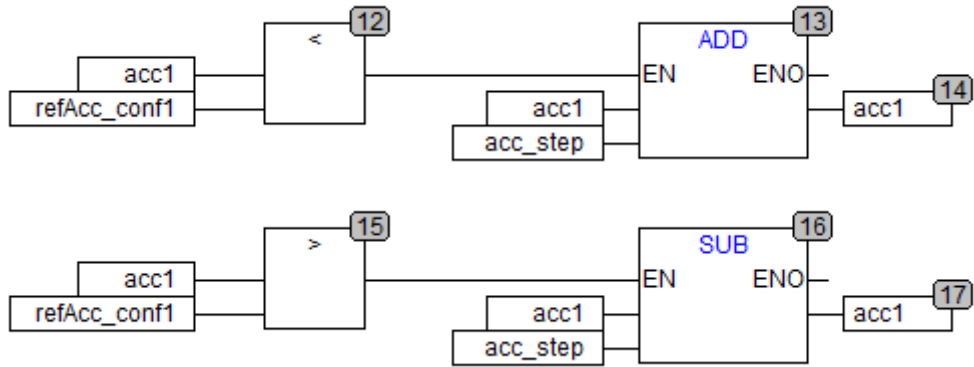 < 12
ADD 13
acc1 EN ENO
refAcc_conf1 acc1 acc1 14
acc_step
> 15
SUB 16
acc1 EN ENO
refAcc_conf1 acc1 acc1 17
acc_step